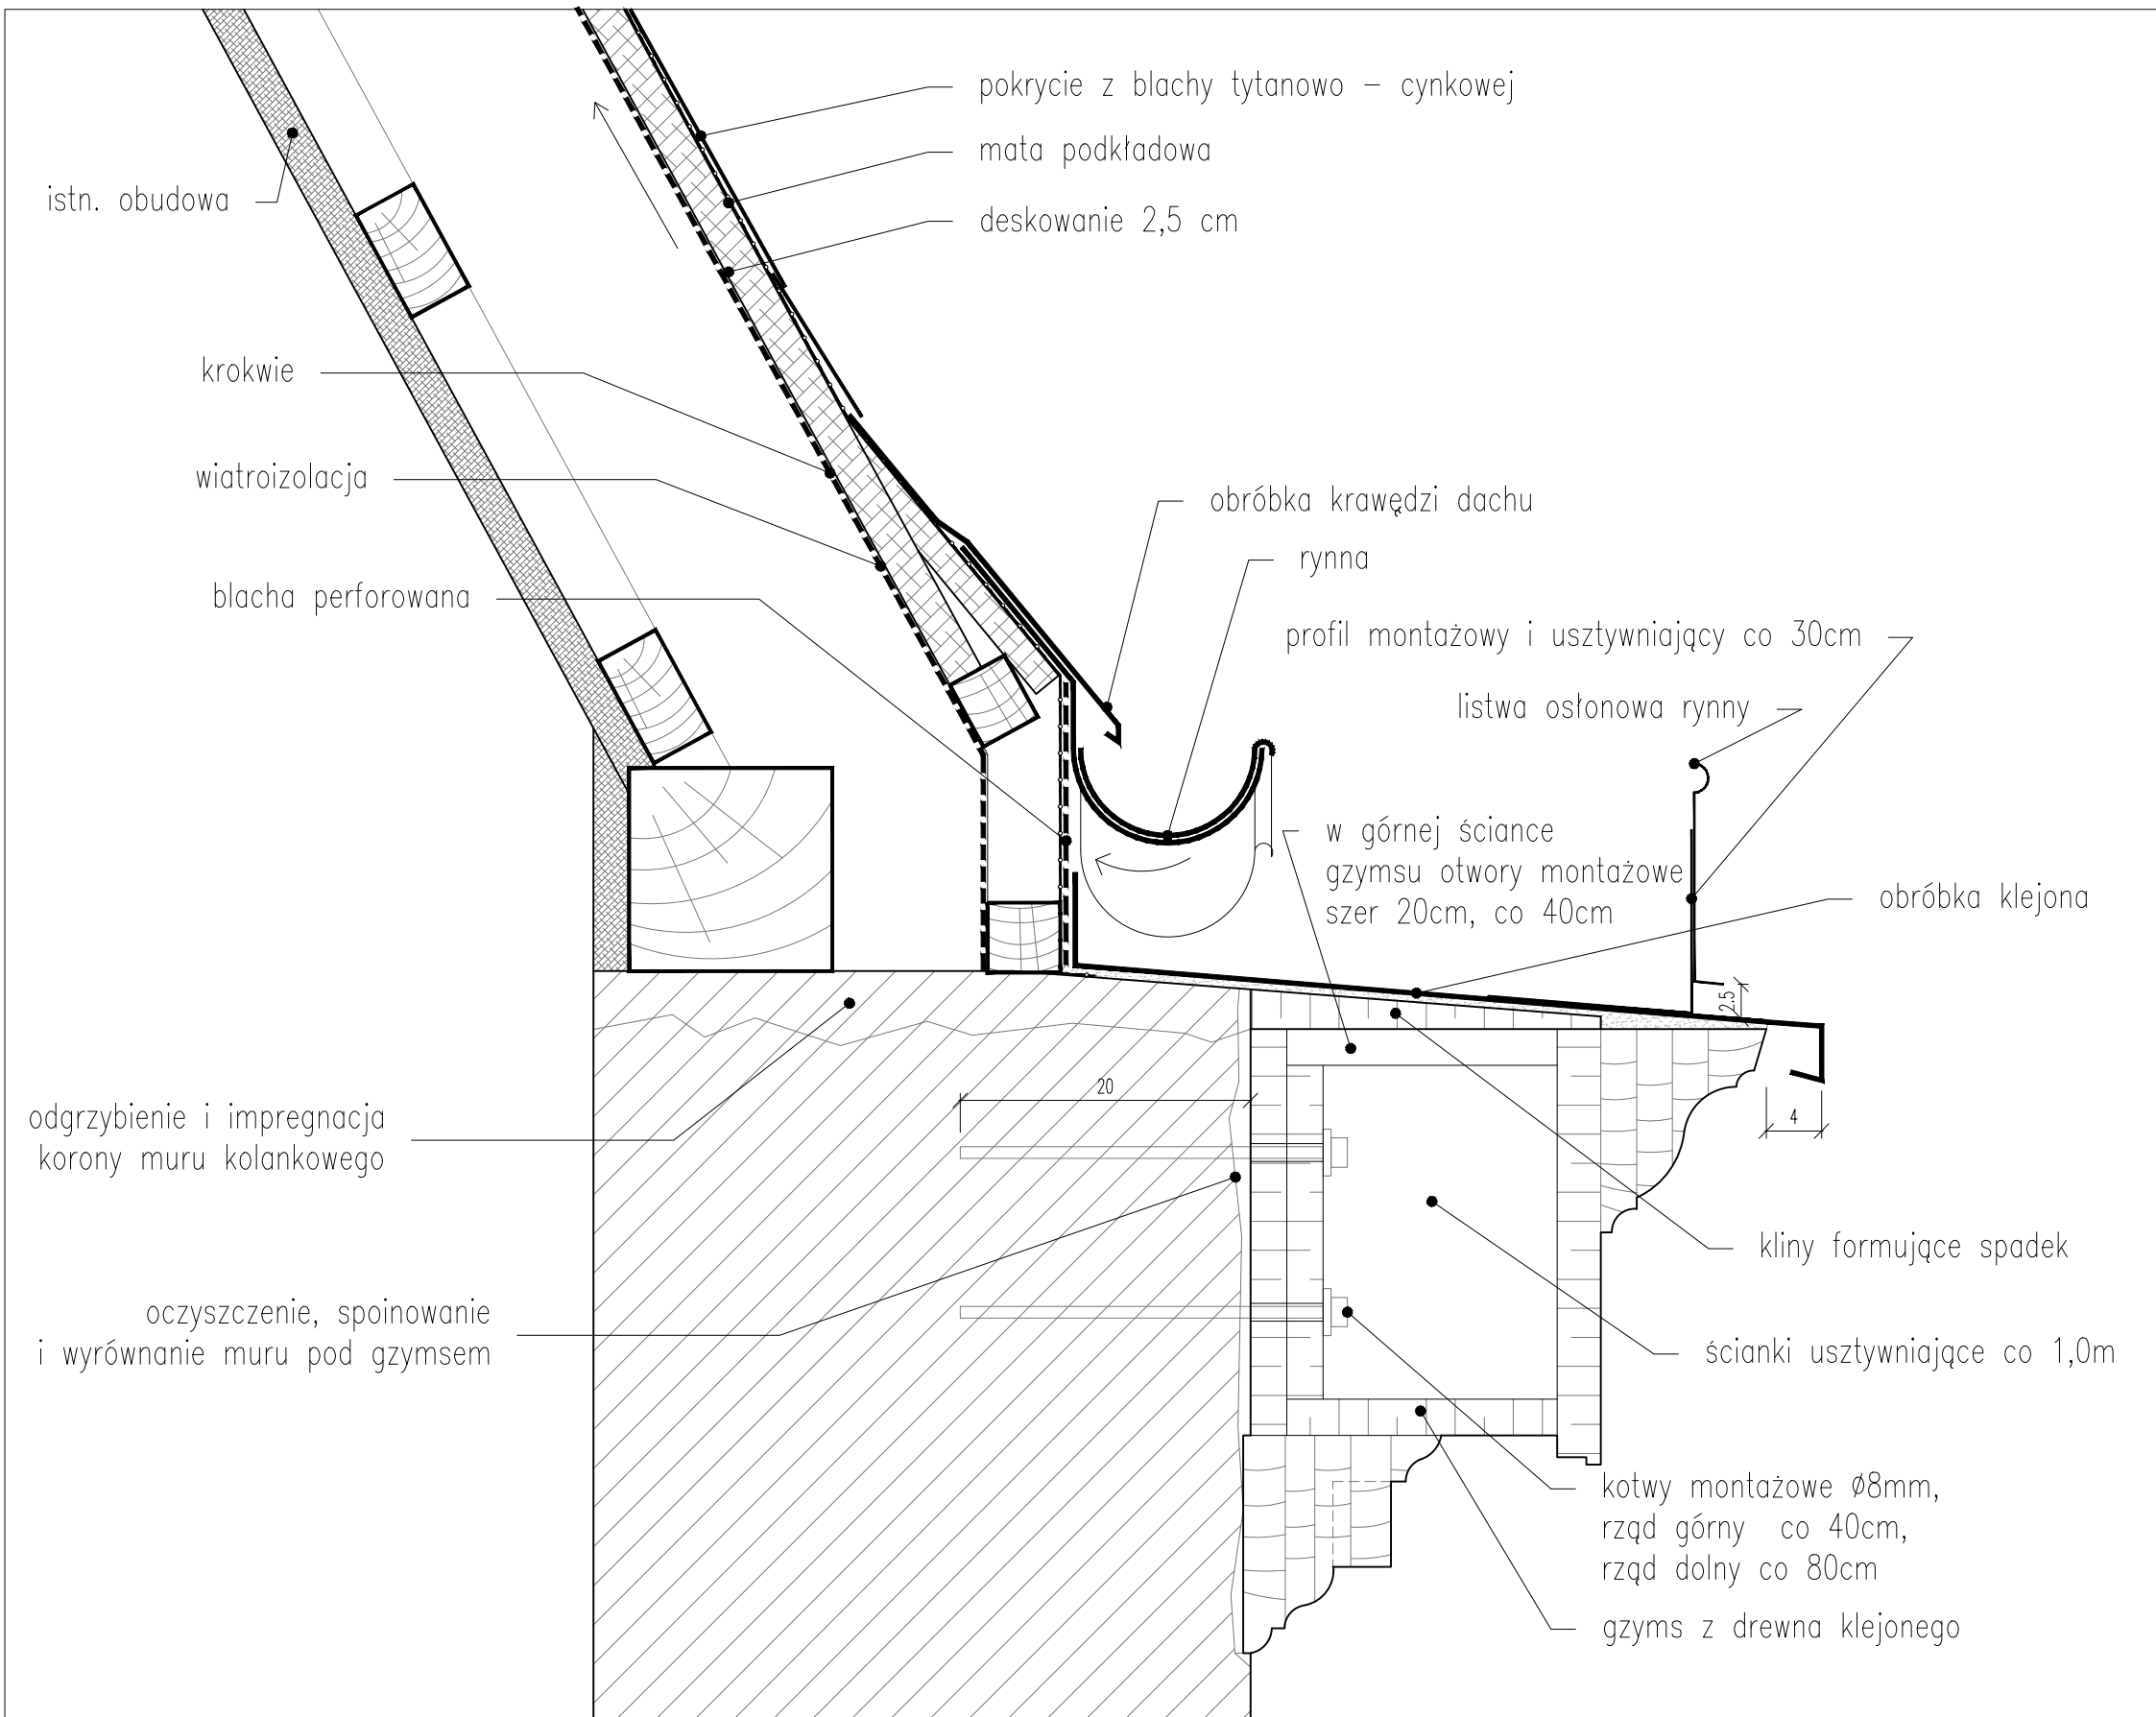 pokrycie z blachy tytanowo – cynkowej
mata podkładowa
istn. obudowa
deskowanie 2,5 cm
krokwie
wiatroizolacja
obróbka krawędzi dachu
rynna
blacha perforowana
profil montażowy i usztywniający co 30cm
listwa osłonowa rynny
w górnej ściance
gzymsu otwory montażowe
szer 20cm, co 40cm
obróbka klejona
2.5
20
4
odgrzybienie i impregnacja
korony muru kolankowego
kliny formujące spadek
oczyszczenie, spoinowanie
i wyrównanie muru pod gzymsem
ścianki usztywniające co 1,0m
kotwy montażowe Ø8mm,
rząd górny co 40cm,
rząd dolny co 80cm
gzyms z drewna klejonego